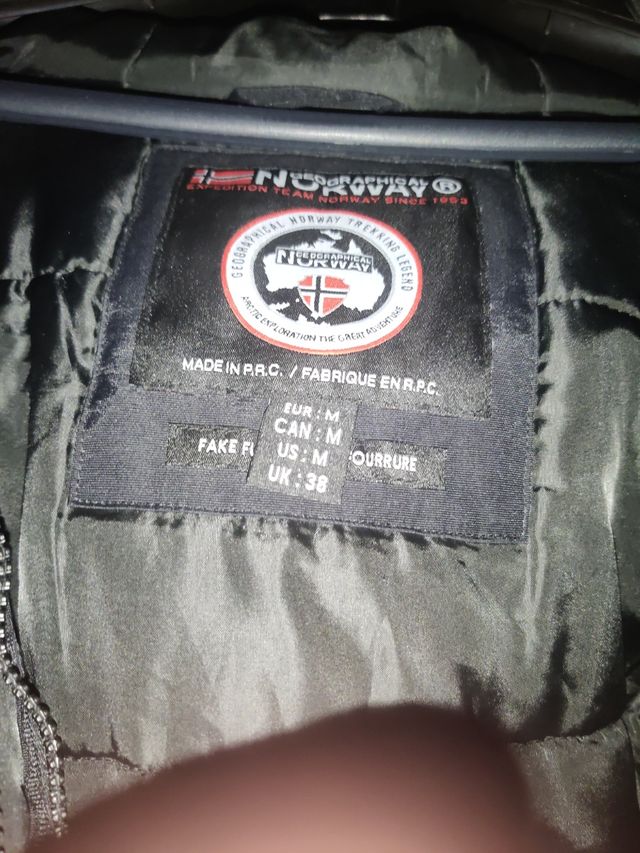 GEOGRAPHICAL
NORWAY ®
EXPEDITION TEAM NORWAY SINCE 1953
GEOGRAPHICAL NORWAY TREKKING LEGEND
GEOGRAPHICAL
NORWAY
ARCTIC EXPLORATION THE GREAT ADVENTURE
MADE IN P.R.C. / FABRIQUE EN R.P.C.
EUR : M
CAN : M
US : M
UK : 38
FAKE
OURRURE